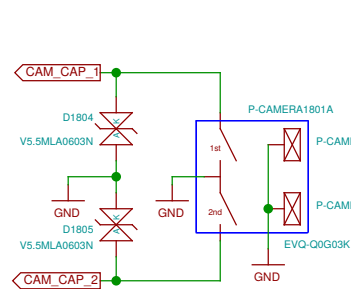 CAM_CAP_1
P-CAMERA1801A
D1804
K
A
V5.5MLA0603N
1st
P-CAM
GND
GND
2nd
P-CAM
D1805
K
A
V5.5MLA0603N
EVQ-Q0G03K
CAM_CAP_2
GND